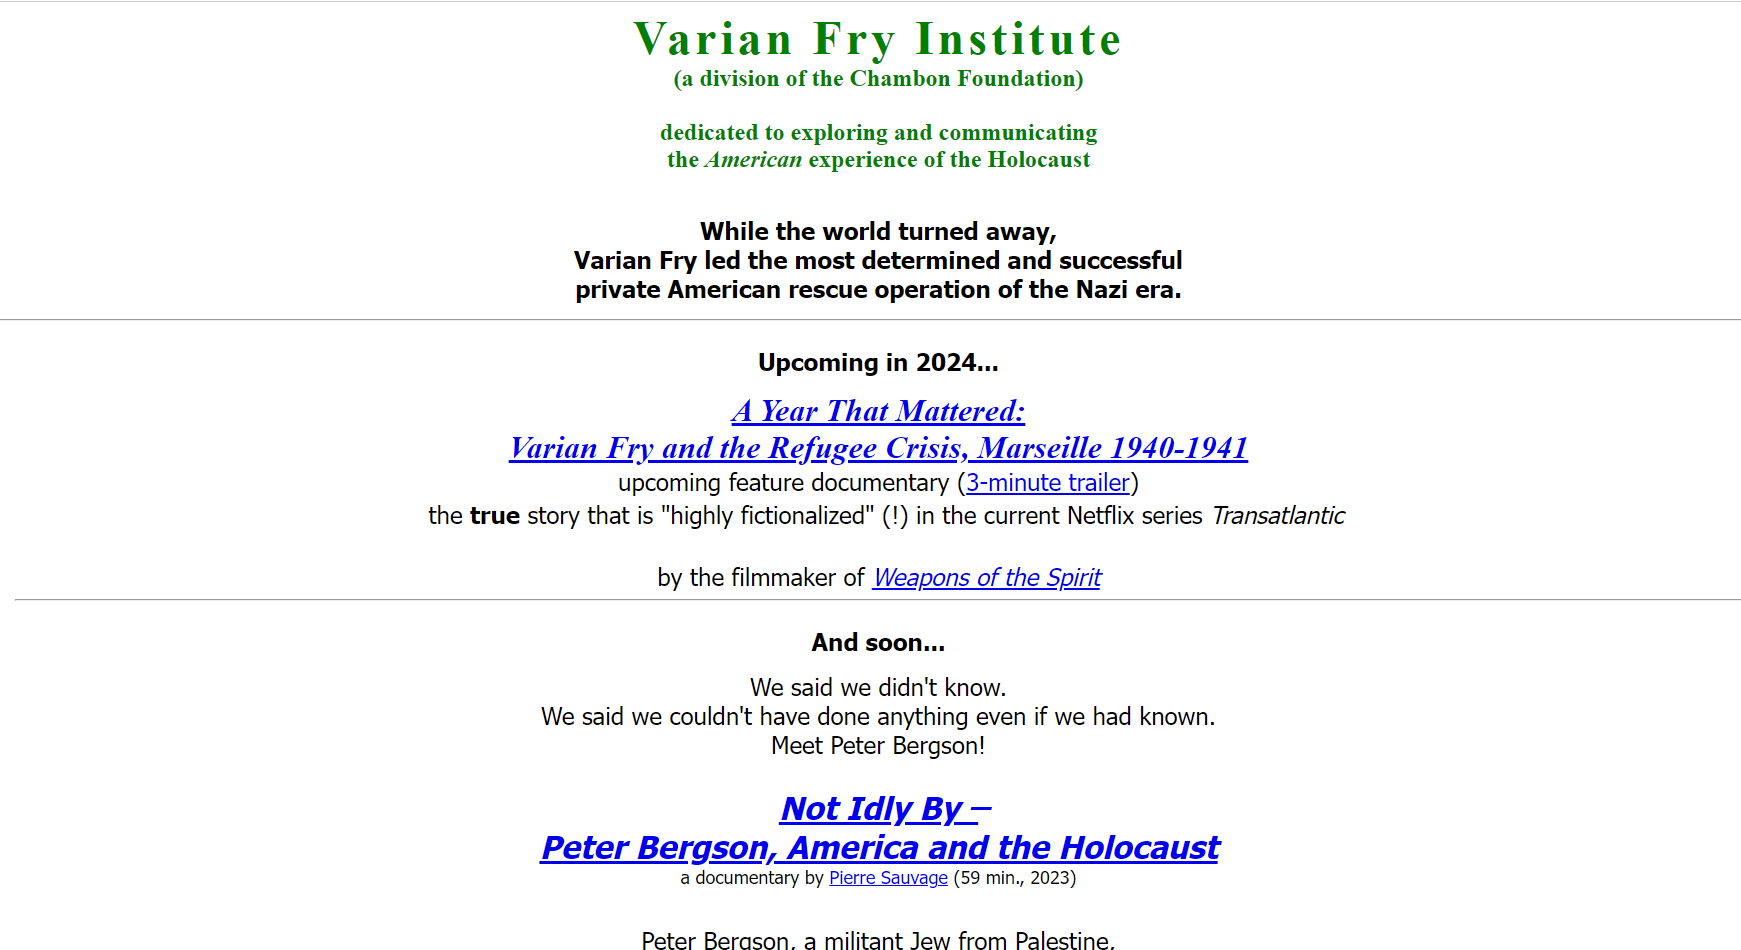 Varian Fry Institute
(a division of the Chambon Foundation)
dedicated to exploring and communicating
the American experience of the Holocaust
While the world turned away,
Varian Fry led the most determined and successful
private American rescue operation of the Nazi era.
Upcoming in 2024...
A Year That Mattered:
Varian Fry and the Refugee Crisis, Marseille 1940-1941
upcoming feature documentary (3-minute trailer)
the true story that is "highly fictionalized" (!) in the current Netflix series Transatlantic
by the filmmaker of Weapons of the Spirit
And soon...
We said we didn't know.
We said we couldn't have done anything even if we had known.
Meet Peter Bergson!
Not Idly By –
Peter Bergson, America and the Holocaust
a documentary by Pierre Sauvage (59 min., 2023)
Peter Bergson, a militant Jew from Palestine,